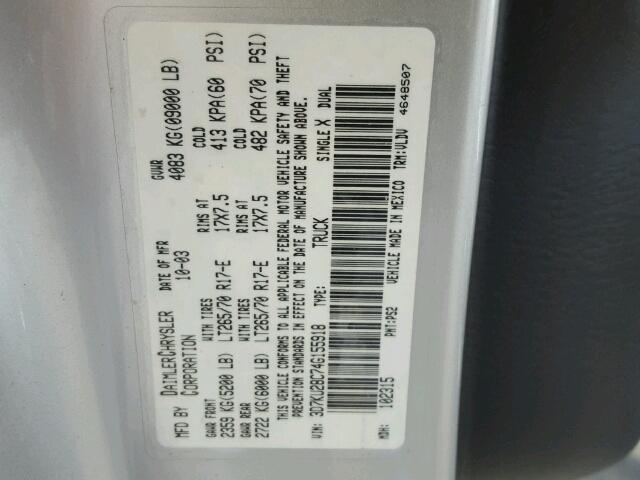 MFD BY DAIMLERCHRYSLER CORPORATION DATE OF MFR 10-03 GVWR 4083 KG(09000 LB)
GAWR FRONT WITH TIRES RIMS AT COLD
2359 KG(5200 LB) LT265/70 R17-E 17X7.5 413 KPA(60 PSI)
GAWR REAR WITH TIRES RIMS AT COLD
2722 KG(6000 LB) LT265/70 R17-E 17X7.5 482 KPA(70 PSI)
THIS VEHICLE CONFORMS TO ALL APPLICABLE FEDERAL MOTOR VEHICLE SAFETY AND THEFT
PREVENTION STANDARDS IN EFFECT ON THE DATE OF MANUFACTURE SHOWN ABOVE.
3D7KU28C74G155918 TYPE: TRUCK SINGLE X DUAL
MDH: 102315 PNT:PS2 VEHICLE MADE IN MEXICO TRM:VLDV 4648507